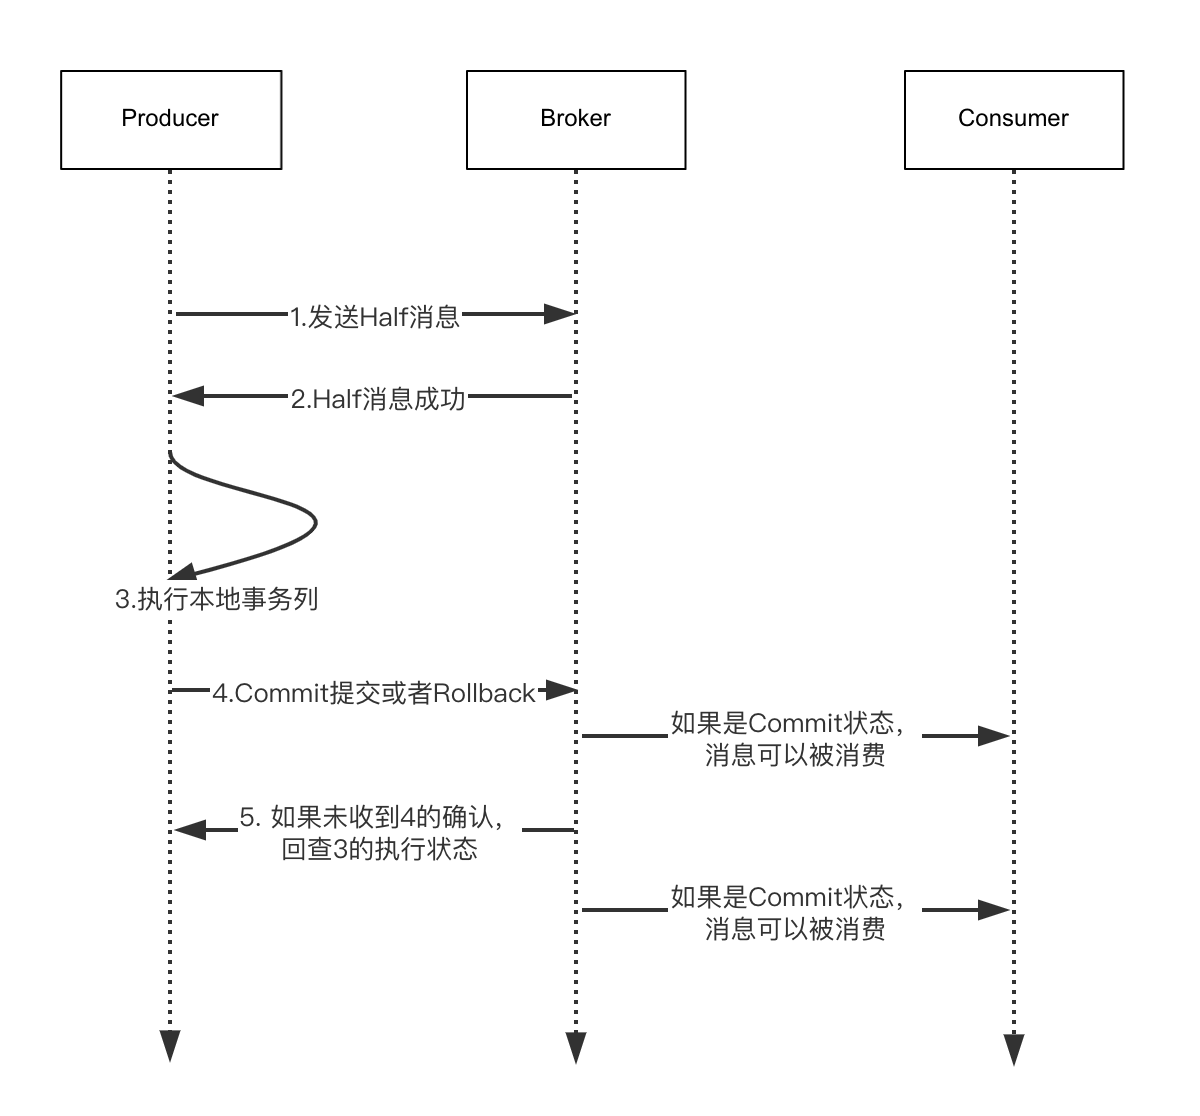 Producer
Broker
Consumer
1.发送Half消息
2.Half消息成功
3.执行本地事务列
4.Commit提交或者Rollback
如果是Commit状态，
消息可以被消费
5. 如果未收到4的确认，
回查3的执行状态
如果是Commit状态，
消息可以被消费